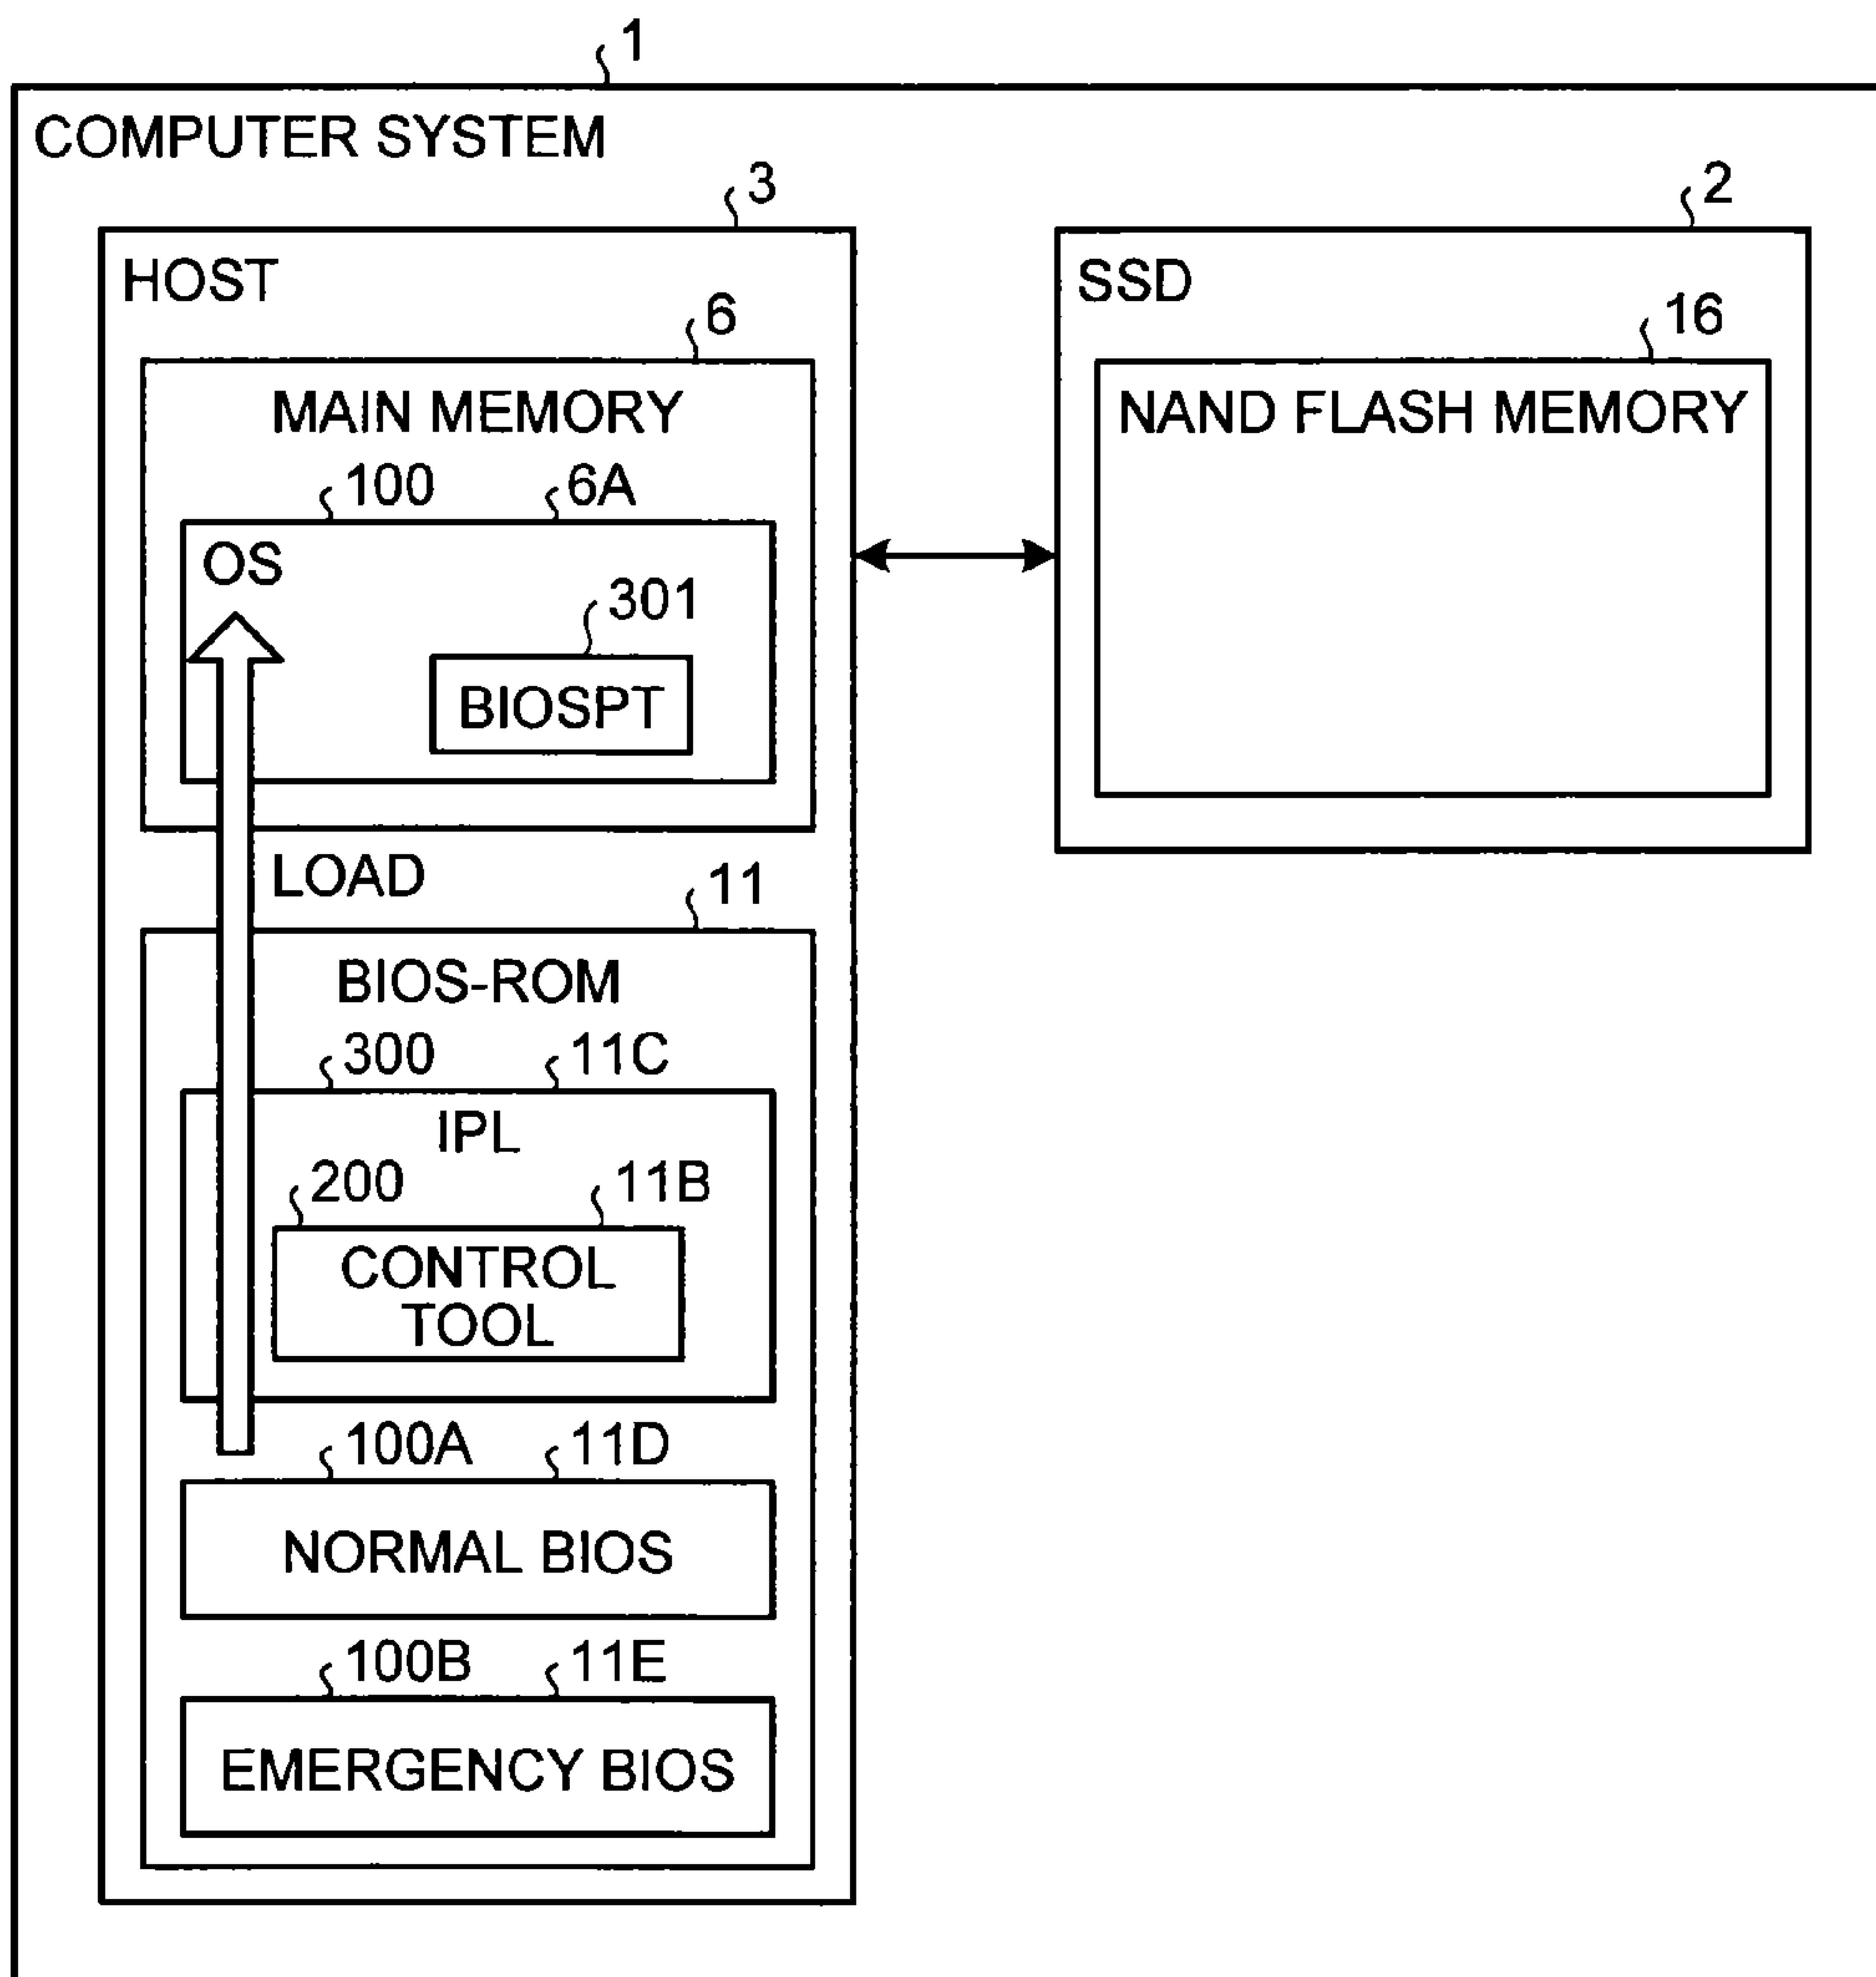 1
COMPUTER SYSTEM
3
HOST
6
MAIN MEMORY
100
6A
OS
301
BIOSPT
LOAD
11
BIOS-ROM
300
11C
IPL
200
11B
CONTROL
TOOL
100A
11D
NORMAL BIOS
100B
11E
EMERGENCY BIOS
2
SSD
16
NAND FLASH MEMORY